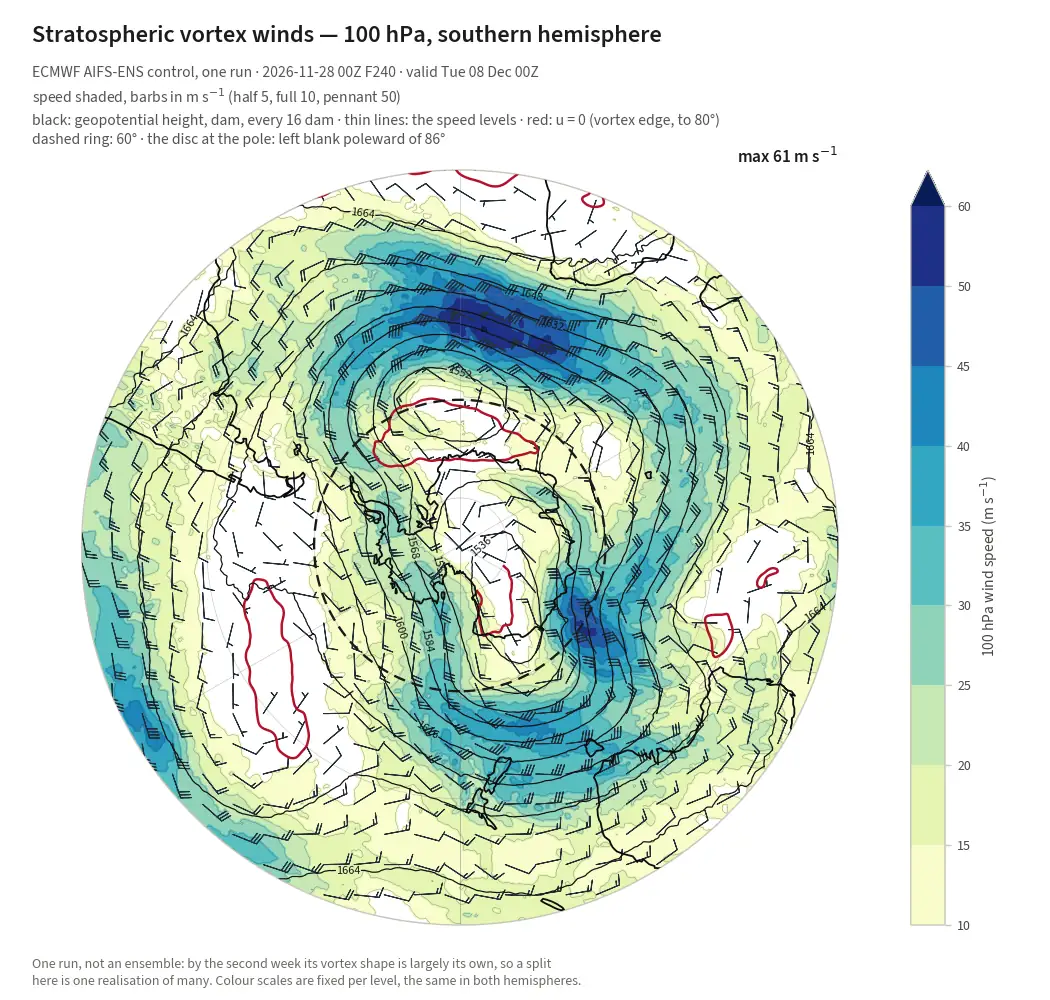 Stratospheric vortex winds — 100 hPa, southern hemisphere
ECMWF AIFS-ENS control, one run · 2026-11-28 00Z F240 · valid Tue 08 Dec 00Z
speed shaded, barbs in m s⁻¹ (half 5, full 10, pennant 50)
black: geopotential height, dam, every 16 dam · thin lines: the speed levels · red: u = 0 (vortex edge, to 80°)
dashed ring: 60° · the disc at the pole: left blank poleward of 86°
max 61 m s⁻¹
1664
1648
1632
1552
1664
1664
1536
1568
1600
1584
1664
1664
60
50
45
40
35
30
25
20
15
10
100 hPa wind speed (m s⁻¹)
One run, not an ensemble: by the second week its vortex shape is largely its own, so a split
here is one realisation of many. Colour scales are fixed per level, the same in both hemispheres.